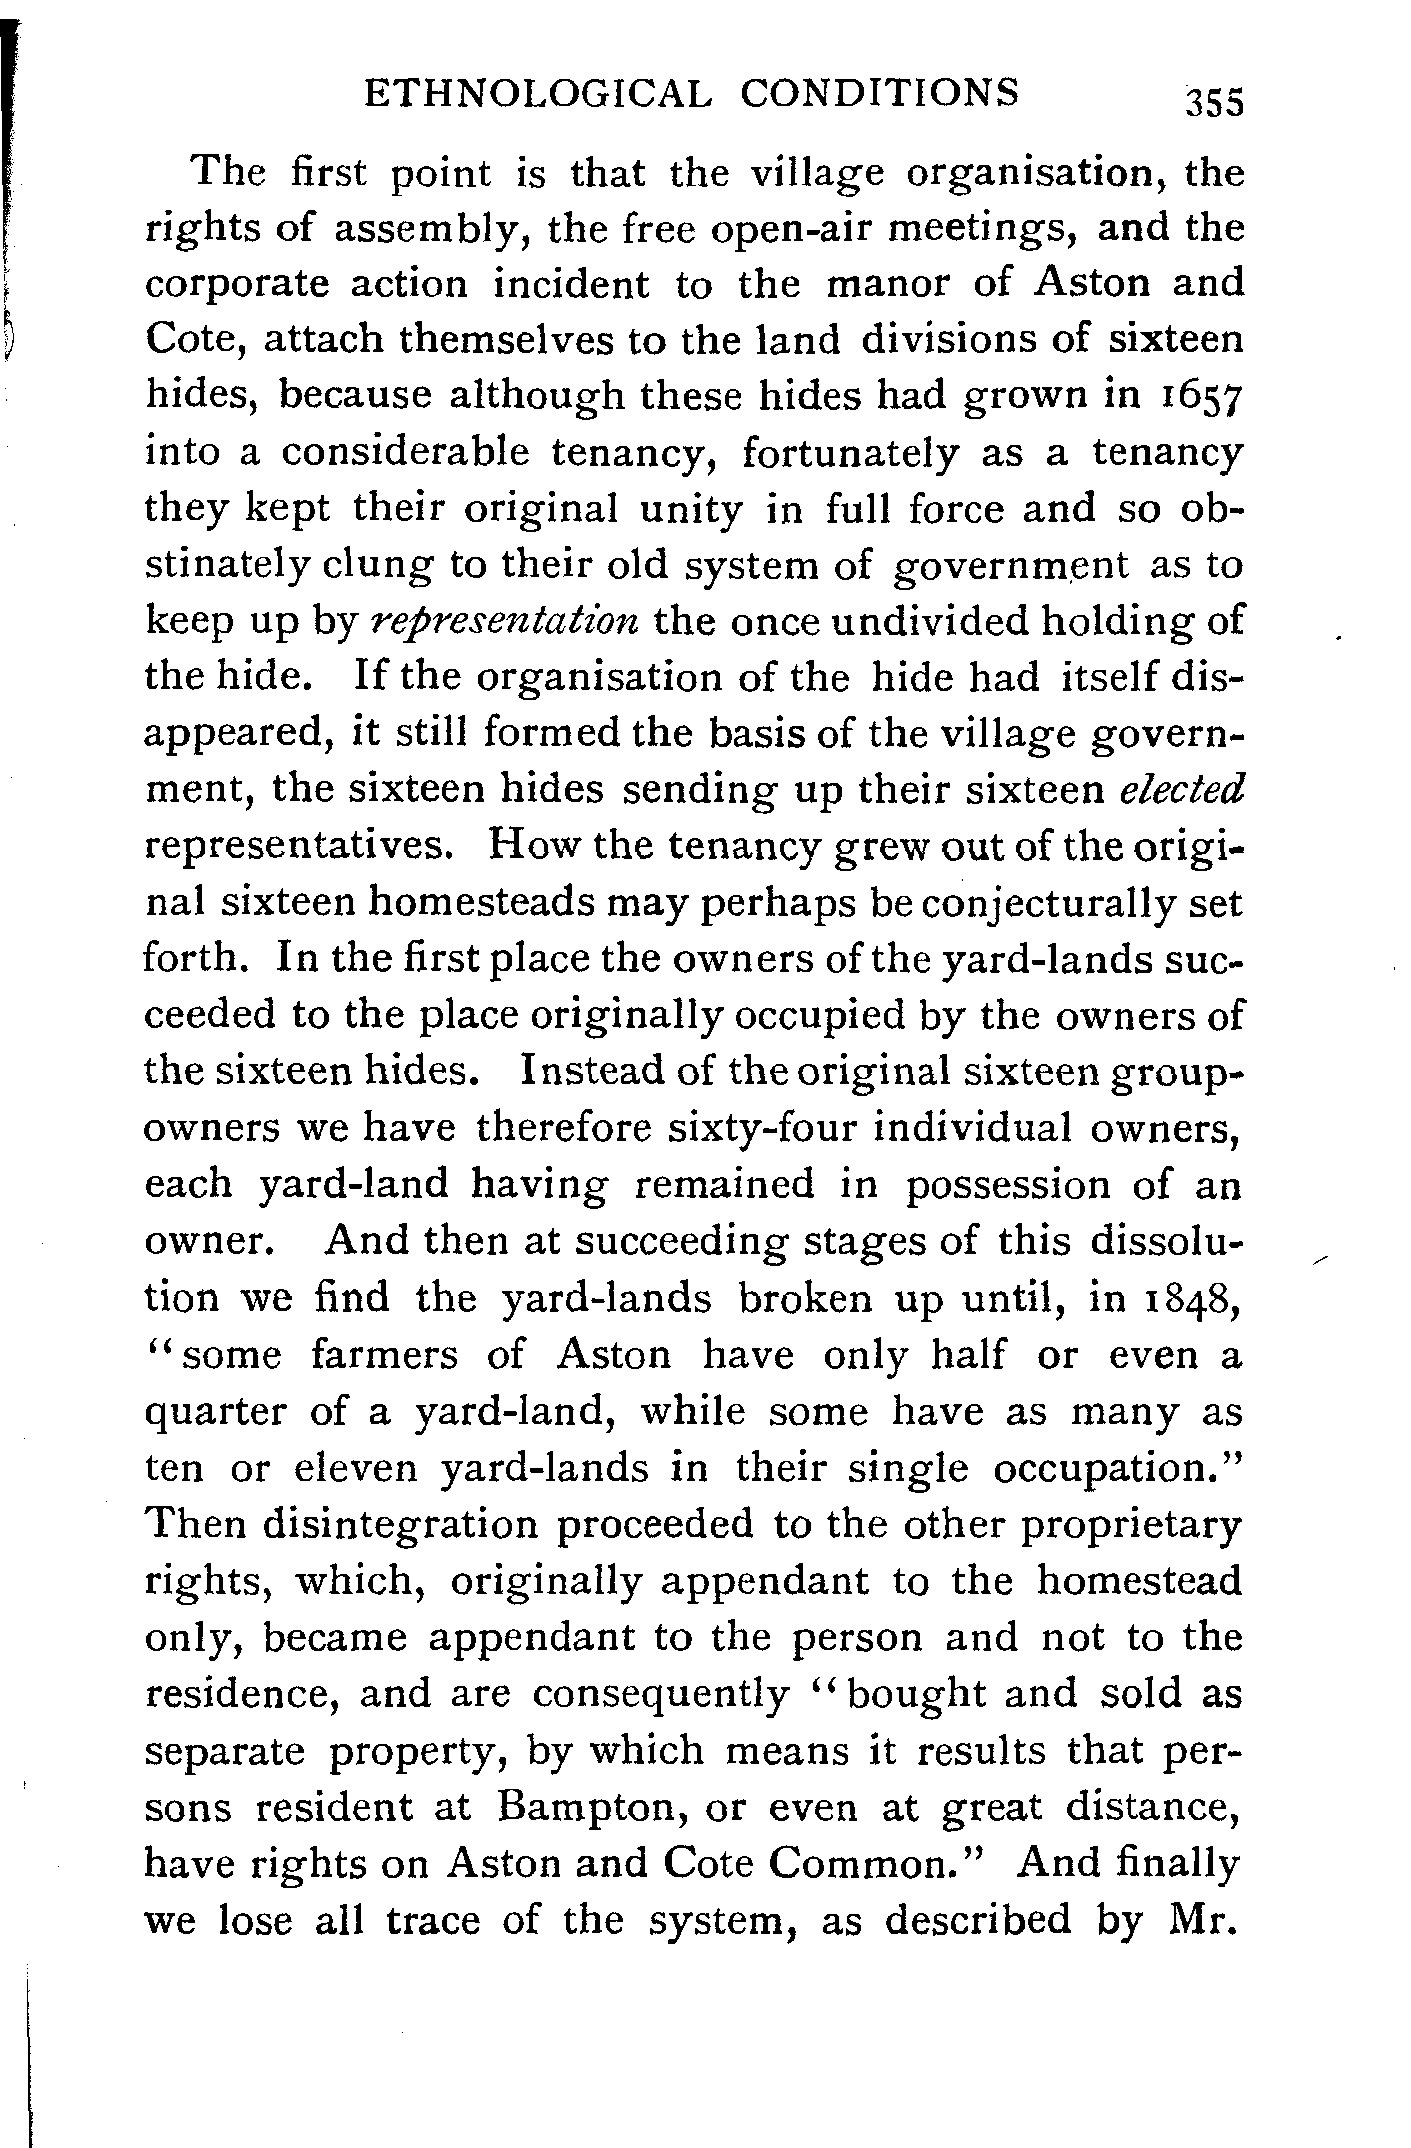 ETHNOLOGICAL CONDITIONS 355
The first point is that the village organisation, the
rights of assembly, the free open-air meetings, and the
corporate action incident to the manor of Aston and
Cote, attach themselves to the land divisions of sixteen
hides, because although these hides had grown in 1657
into a considerable tenancy, fortunately as a tenancy
they kept their original unity in full force and so ob-
stinately clung to their old system of government as to
keep up by representation the once undivided holding of
the hide. If the organisation of the hide had itself dis-
appeared, it still formed the basis of the village govern-
ment, the sixteen hides sending up their sixteen elected
representatives. How the tenancy grew out of the origi-
nal sixteen homesteads may perhaps be conjecturally set
forth. In the first place the owners of the yard-lands suc-
ceeded to the place originally occupied by the owners of
the sixteen hides. Instead of the original sixteen group-
owners we have therefore sixty-four individual owners,
each yard-land having remained in possession of an
owner. And then at succeeding stages of this dissolu-
tion we find the yard-lands broken up until, in 1848,
“some farmers of Aston have only half or even a
quarter of a yard-land, while some have as many as
ten or eleven yard-lands in their single occupation.”
Then disintegration proceeded to the other proprietary
rights, which, originally appendant to the homestead
only, became appendant to the person and not to the
residence, and are consequently “bought and sold as
separate property, by which means it results that per-
sons resident at Bampton, or even at great distance,
have rights on Aston and Cote Common.” And finally
we lose all trace of the system, as described by Mr.